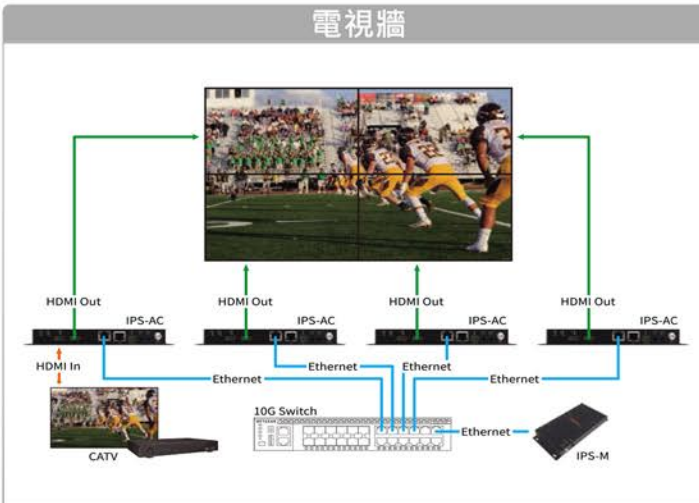 電視牆
HDMI Out
HDMI Out
HDMI Out
HDMI Out
IPS-AC
IPS-AC
IPS-AC
IPS-AC
HDMI In
Ethernet
Ethernet
Ethernet
Ethernet
10G Switch
NETGEAR
Ethernet
CATV
IPS-M